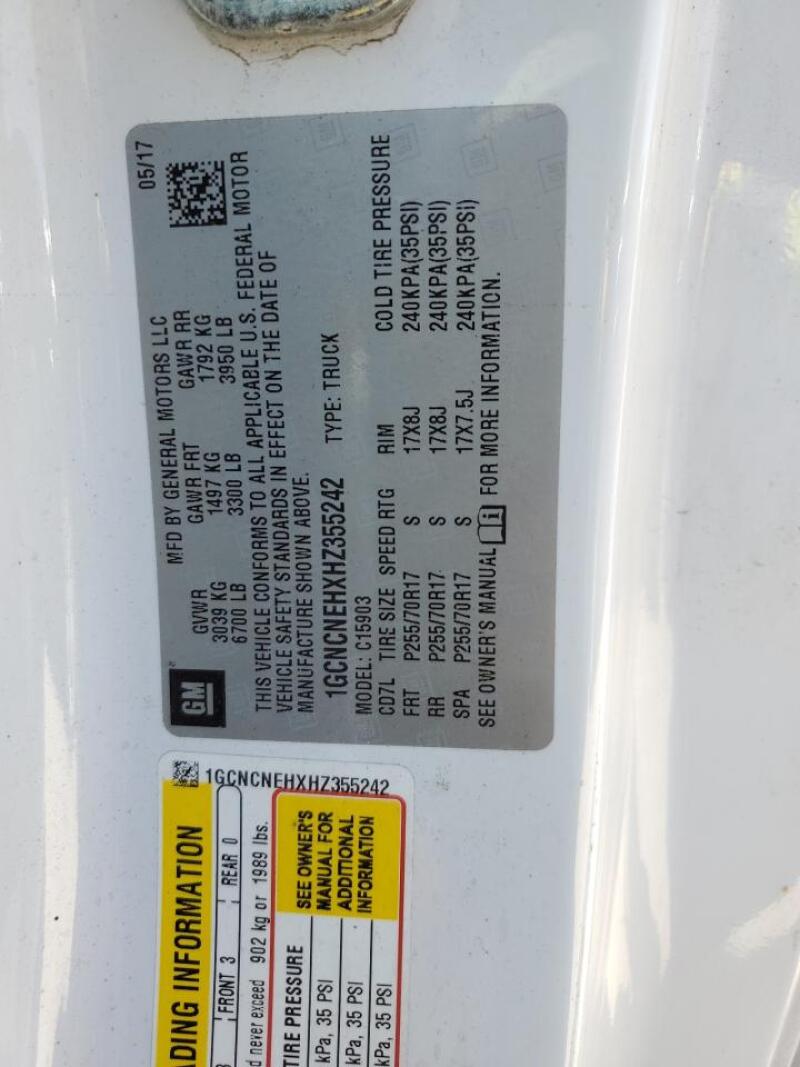 05/17
MFD BY GENERAL MOTORS LLC
GVWR GAWR FRT GAWR RR
3039 KG 1497 KG 1792 KG
6700 LB 3300 LB 3950 LB
THIS VEHICLE CONFORMS TO ALL APPLICABLE U.S. FEDERAL MOTOR
VEHICLE SAFETY STANDARDS IN EFFECT ON THE DATE OF
MANUFACTURE SHOWN ABOVE.
GM
1GCNCNEHXHZ355242 TYPE: TRUCK
MODEL: C15903
CD7L TIRE SIZE SPEED RTG RIM COLD TIRE PRESSURE
FRT P255/70R17 S 17X8J 240KPA(35PSI)
RR P255/70R17 S 17X8J 240KPA(35PSI)
SPA P255/70R17 S 17X7.5J 240KPA(35PSI)
SEE OWNER'S MANUAL i FOR MORE INFORMATION.
ADING INFORMATION
1GCNCNEHXHZ355242
FRONT 3 REAR 0
d never exceed 902 kg or 1989 lbs.
TIRE PRESSURE
kPa, 35 PSI
kPa, 35 PSI
kPa, 35 PSI
SEE OWNER'S
MANUAL FOR
ADDITIONAL
INFORMATION